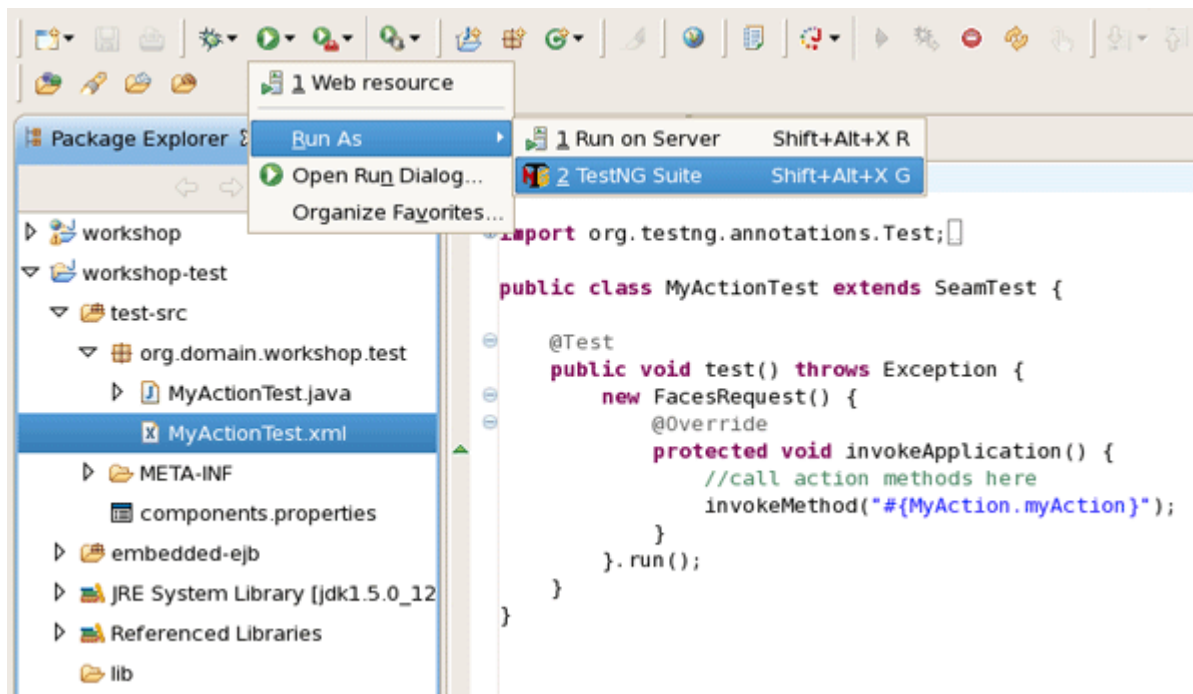 1 Web resource
Run As
Open Run Dialog...
Organize Favorites...
1 Run on Server Shift+Alt+X R
2 TestNG Suite Shift+Alt+X G
Package Explorer
workshop
workshop-test
test-src
org.domain.workshop.test
MyActionTest.java
MyActionTest.xml
META-INF
components.properties
embedded-ejb
JRE System Library [jdk1.5.0_12
Referenced Libraries
lib
import org.testng.annotations.Test;
public class MyActionTest extends SeamTest {
@Test
public void test() throws Exception {
new FacesRequest() {
@Override
protected void invokeApplication() {
//call action methods here
invokeMethod("#{MyAction.myAction}");
}
}.run();
}
}